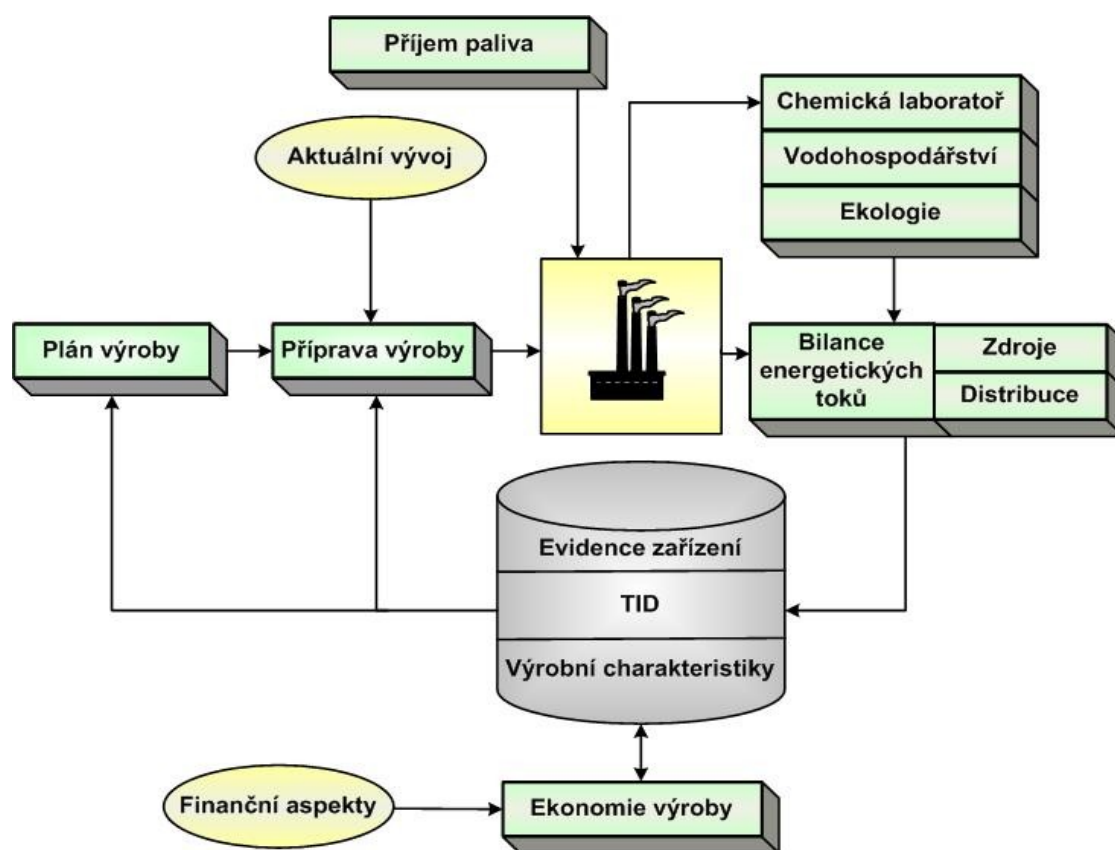 Příjem paliva
Chemická laboratoř
Aktuální vývoj
Vodohospodářství
Ekologie
Plán výroby
Příprava výroby
Bilance
energetických
toků
Zdroje
Distribuce
Evidence zařízení
TID
Výrobní charakteristiky
Finanční aspekty
Ekonomie výroby